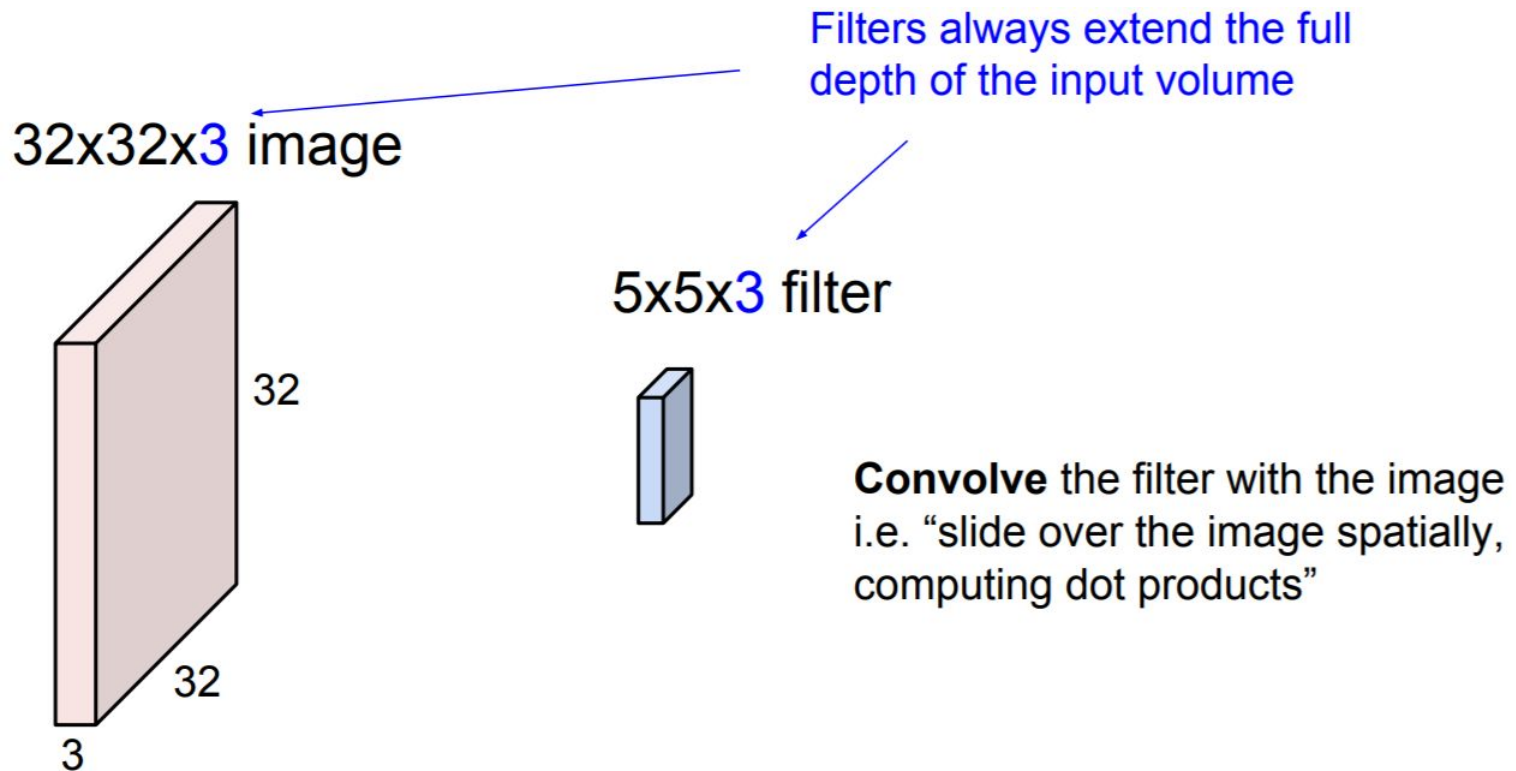 Filters always extend the full
depth of the input volume
32x32x3 image
5x5x3 filter
32
32
3
Convolve the filter with the image
i.e. “slide over the image spatially,
computing dot products”